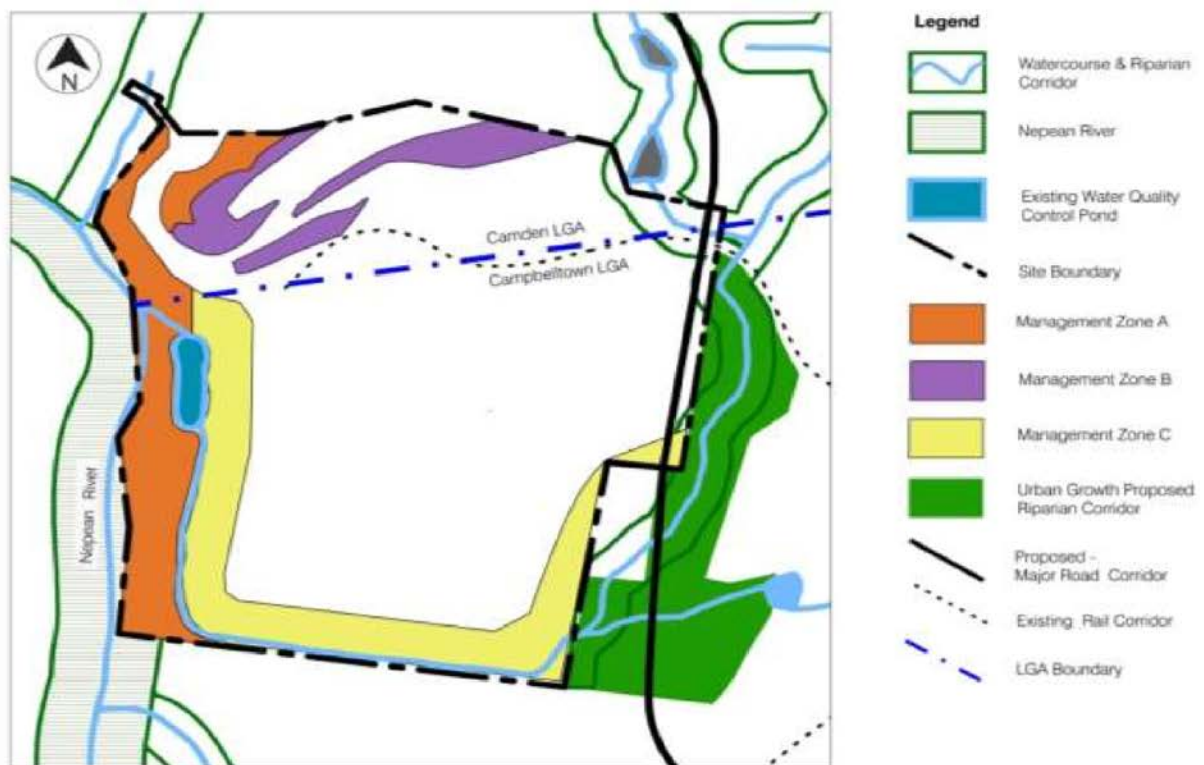 N
Camden LGA
Campbelltown LGA
Nepean River
Legend
Watercourse & Riparian
Corridor
Nepean River
Existing Water Quality
Control Pond
Site Boundary
Management Zone A
Management Zone B
Management Zone C
Urban Growth Proposed
Riparian Corridor
Proposed -
Major Road Corridor
Existing Rail Corridor
LGA Boundary